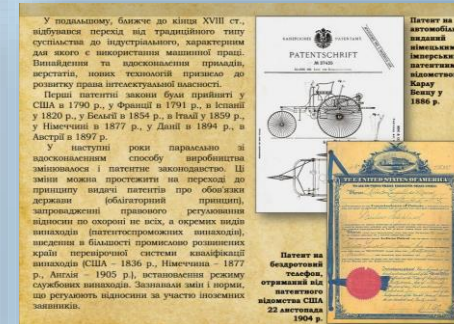 У подальшому, ближче до кінця XVIII ст.,
відбувався перехід від традиційного типу
суспільства до індустріального, характерним
для якого є використання машинної праці.
Винайдення та вдосконалення приладів,
верстатів, нових технологій призвело до
розвитку права інтелектуальної власності.
Перші патентні закони були прийняті у
США в 1790 р., у Франції в 1791 р., в Іспанії
у 1820 р., у Бельгії в 1854 р., в Італії у 1859 р.,
у Німеччині в 1877 р., у Данії в 1894 р., в
Австрії в 1897 р.
У наступні роки паралельно зі
вдосконаленням способу виробництва
змінювалося і патентне законодавство. Ці
зміни можна простежити на переході до
принципу видачі патентів про обов'язки
держави (облігаторний принцип),
запровадженні правового регулювання
відносин по охороні не всіх, а окремих видів
винаходів (патентоспроможних винаходів),
введення в більшості промислово розвинених
країн перевірочної системи кваліфікації
винаходів (США – 1836 р., Німеччина – 1877
р., Англія – 1905 р.), встановлення режиму
службових винаходів. Зазнавали змін і норми,
що регулюють відносини за участю іноземних
заявників.
KAISERLICHES PATENTAMT
PATENTSCHRIFT
№ 37435
Патент на
автомобіль,
виданий
німецьким
імперським
патентним
відомством
Карлу
Бенцу у
1886 р.
THE UNITED STATES OF AMERICA
Патент на
бездротовий
телефон,
отриманий від
патентного
відомства США
22 листопада
1904 р.